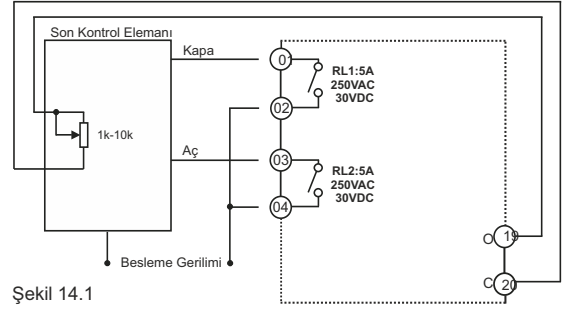 Son Kontrol Elemanı
Kapa
01
RL1:5A
250VAC
30VDC
02
1k-10k
Aç
03
RL2:5A
250VAC
30VDC
04
O 19
Besleme Gerilimi
C 20
Şekil 14.1